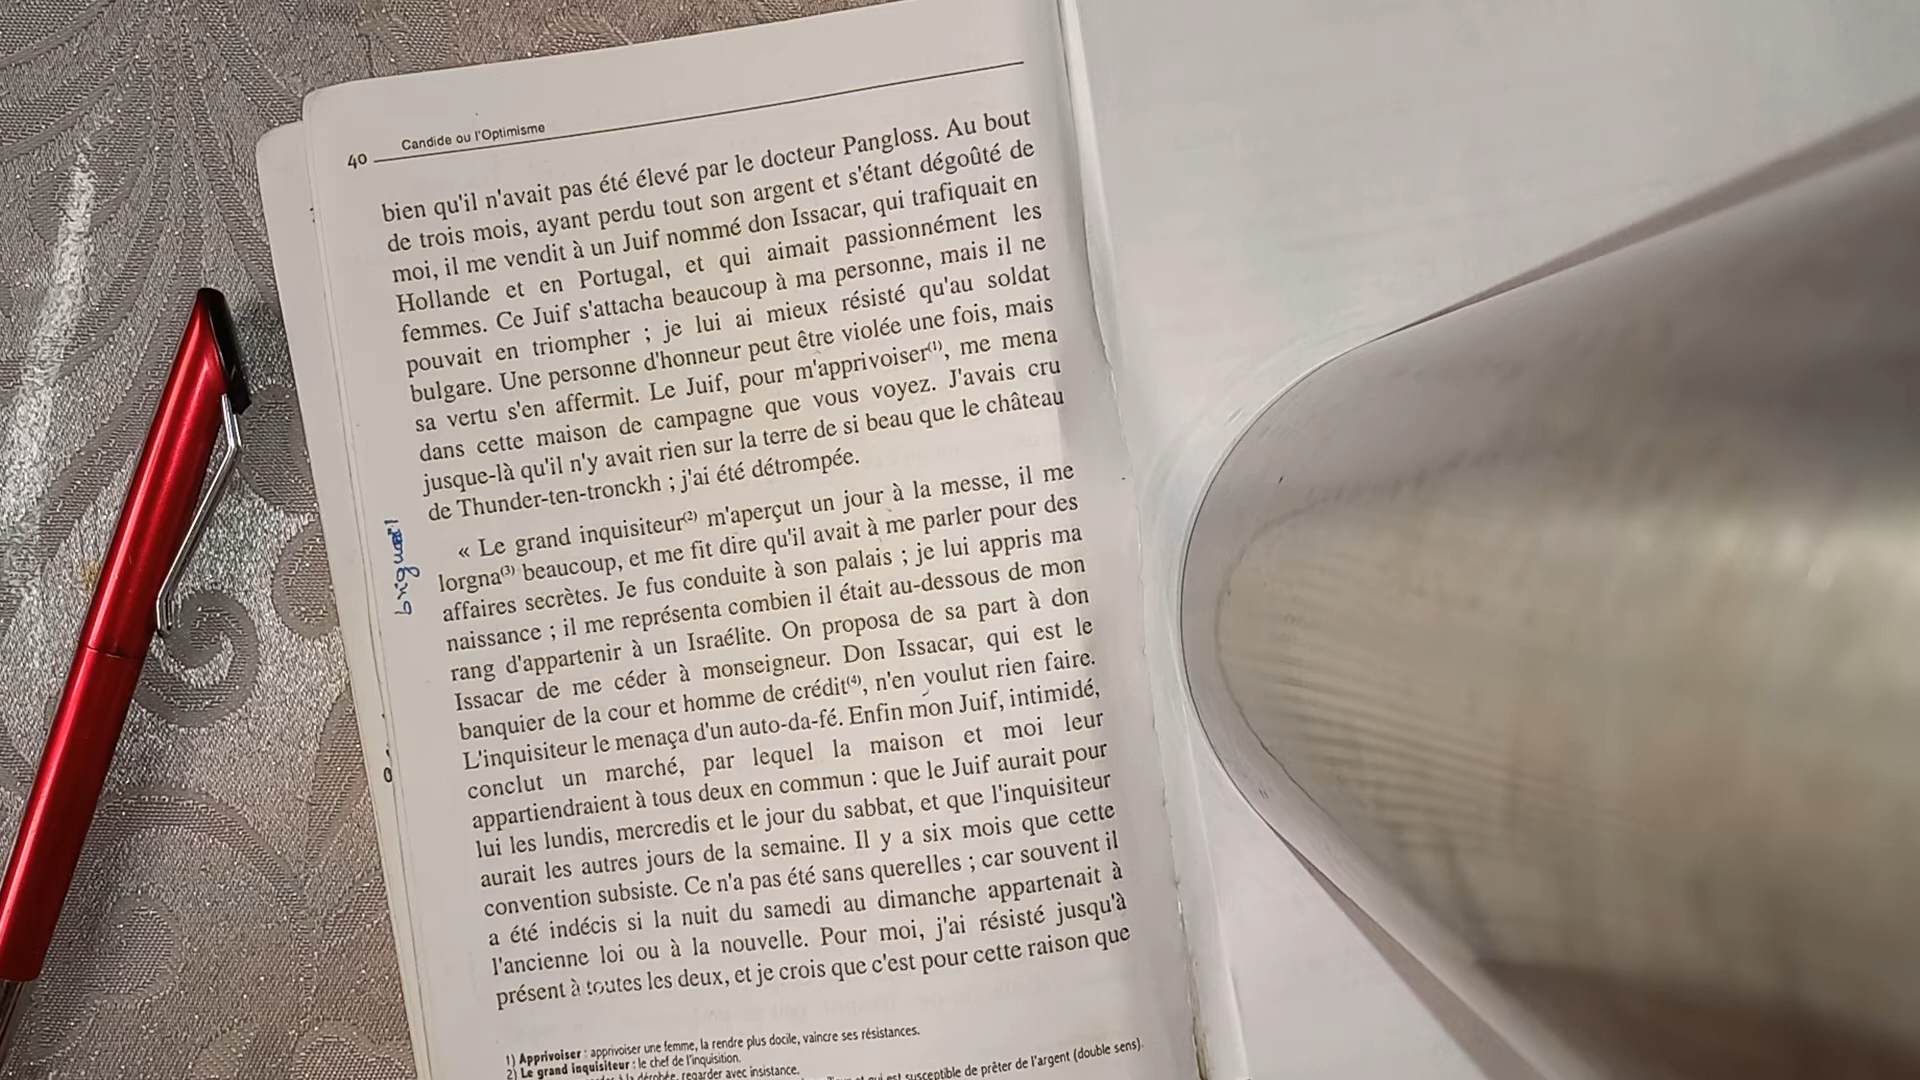 40 Candide ou l'Optimisme
bien qu'il n'avait pas été élevé par le docteur Pangloss. Au bout
de trois mois, ayant perdu tout son argent et s'étant dégoûté de
moi, il me vendit à un Juif nommé don Issacar, qui trafiquait en
Hollande et en Portugal, et qui aimait passionnément les
femmes. Ce Juif s'attacha beaucoup à ma personne, mais il ne
pouvait en triompher ; je lui ai mieux résisté qu'au soldat
bulgare. Une personne d'honneur peut être violée une fois, mais
sa vertu s'en affermit. Le Juif, pour m'apprivoiser(1), me mena
dans cette maison de campagne que vous voyez. J'avais cru
jusque-là qu'il n'y avait rien sur la terre de si beau que le château
de Thunder-ten-tronckh ; j'ai été détrompée.
« Le grand inquisiteur(2) m'aperçut un jour à la messe, il me
lorgna(3) beaucoup, et me fit dire qu'il avait à me parler pour des
affaires secrètes. Je fus conduite à son palais ; je lui appris ma
naissance ; il me représenta combien il était au-dessous de mon
rang d'appartenir à un Israélite. On proposa de sa part à don
Issacar de me céder à monseigneur. Don Issacar, qui est le
banquier de la cour et homme de crédit(4), n'en voulut rien faire.
L'inquisiteur le menaça d'un auto-da-fé. Enfin mon Juif, intimidé,
conclut un marché, par lequel la maison et moi leur
appartiendraient à tous deux en commun : que le Juif aurait pour
lui les lundis, mercredis et le jour du sabbat, et que l'inquisiteur
aurait les autres jours de la semaine. Il y a six mois que cette
convention subsiste. Ce n'a pas été sans querelles ; car souvent il
a été indécis si la nuit du samedi au dimanche appartenait à
l'ancienne loi ou à la nouvelle. Pour moi, j'ai résisté jusqu'à
présent à toutes les deux, et je crois que c'est pour cette raison que
1) Apprivoiser : apprivoiser une femme, la rendre plus docile, vaincre ses résistances.
2) Le grand inquisiteur : le chef de l'inquisition.
à la dérobée, regarder avec insistance.
qui est susceptible de prêter de l'argent (double sens).